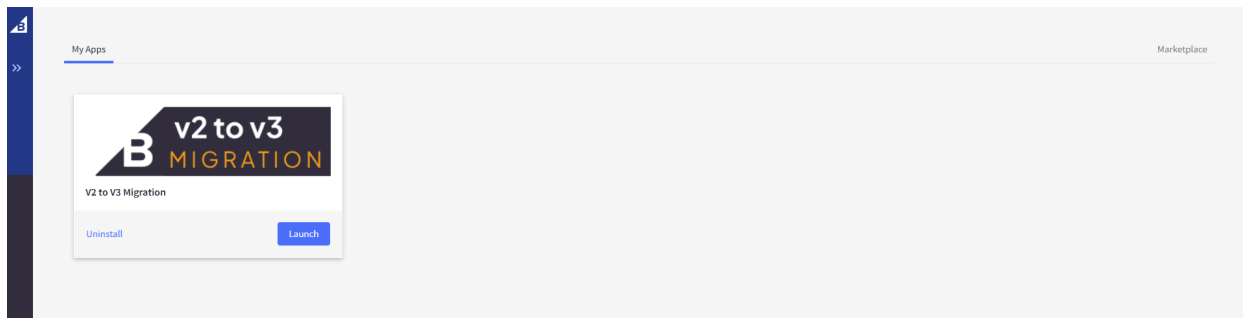 B
My Apps
Marketplace
B v2 to v3
MIGRATION
V2 to V3 Migration
Uninstall
Launch